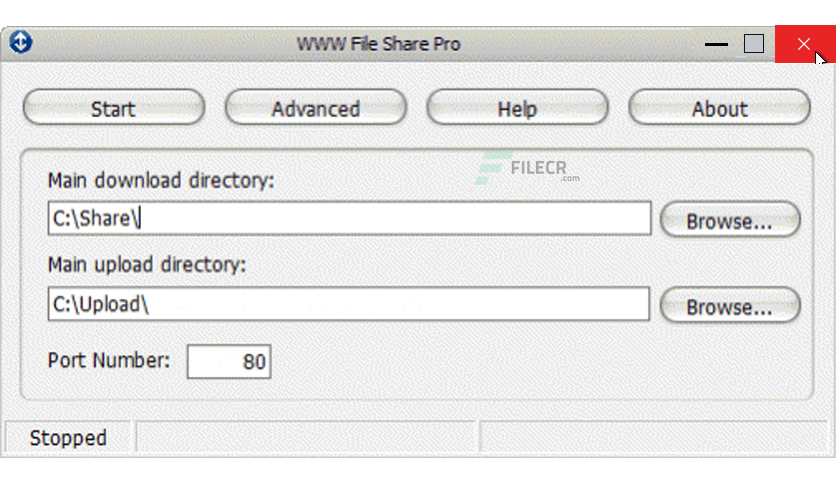 WWW File Share Pro
Start Advanced Help About
FILECR
.com
Main download directory:
C:\Share\
Browse...
Main upload directory:
C:\Upload\
Browse...
Port Number: 80
Stopped